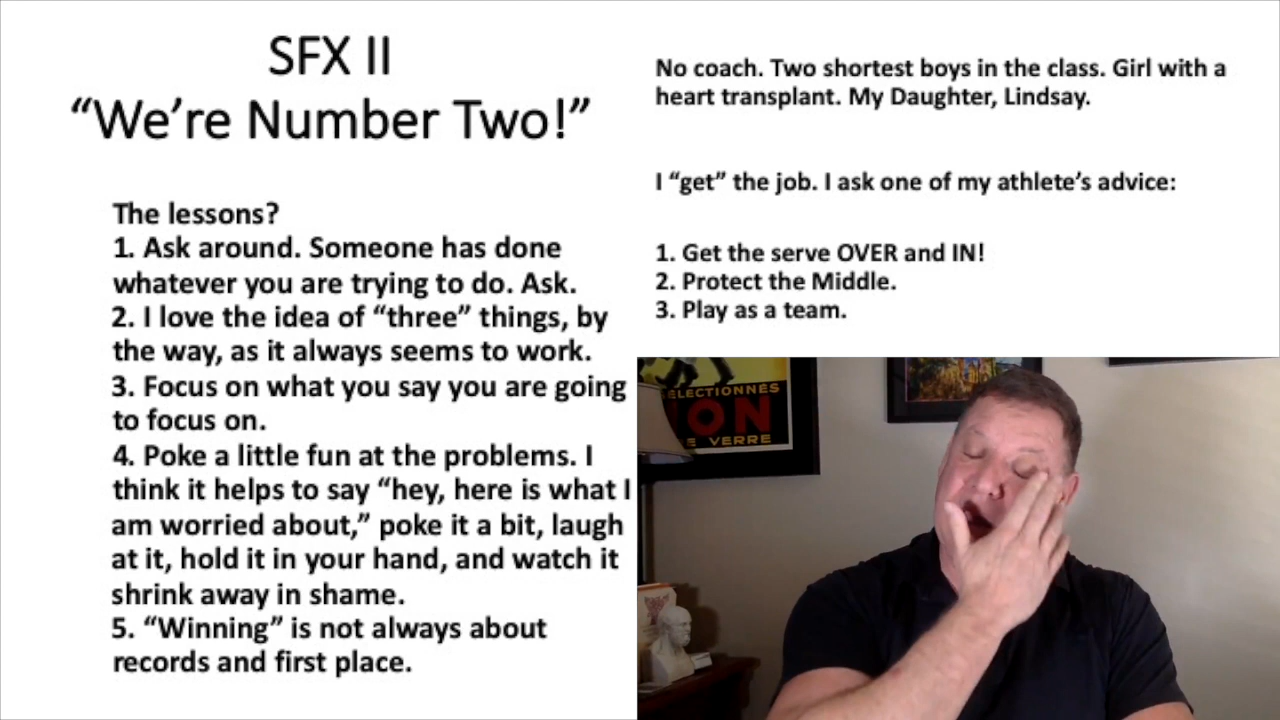 SFX II
“We’re Number Two!”
The lessons?
1. Ask around. Someone has done
whatever you are trying to do. Ask.
2. I love the idea of “three” things, by
the way, as it always seems to work.
3. Focus on what you say you are going
to focus on.
4. Poke a little fun at the problems. I
think it helps to say “hey, here is what I
am worried about,” poke it a bit, laugh
at it, hold it in your hand, and watch it
shrink away in shame.
5. “Winning” is not always about
records and first place.
No coach. Two shortest boys in the class. Girl with a
heart transplant. My Daughter, Lindsay.
I “get” the job. I ask one of my athlete’s advice:
1. Get the serve OVER and IN!
2. Protect the Middle.
3. Play as a team.
ELECTIONNÉS
ON
VERRE